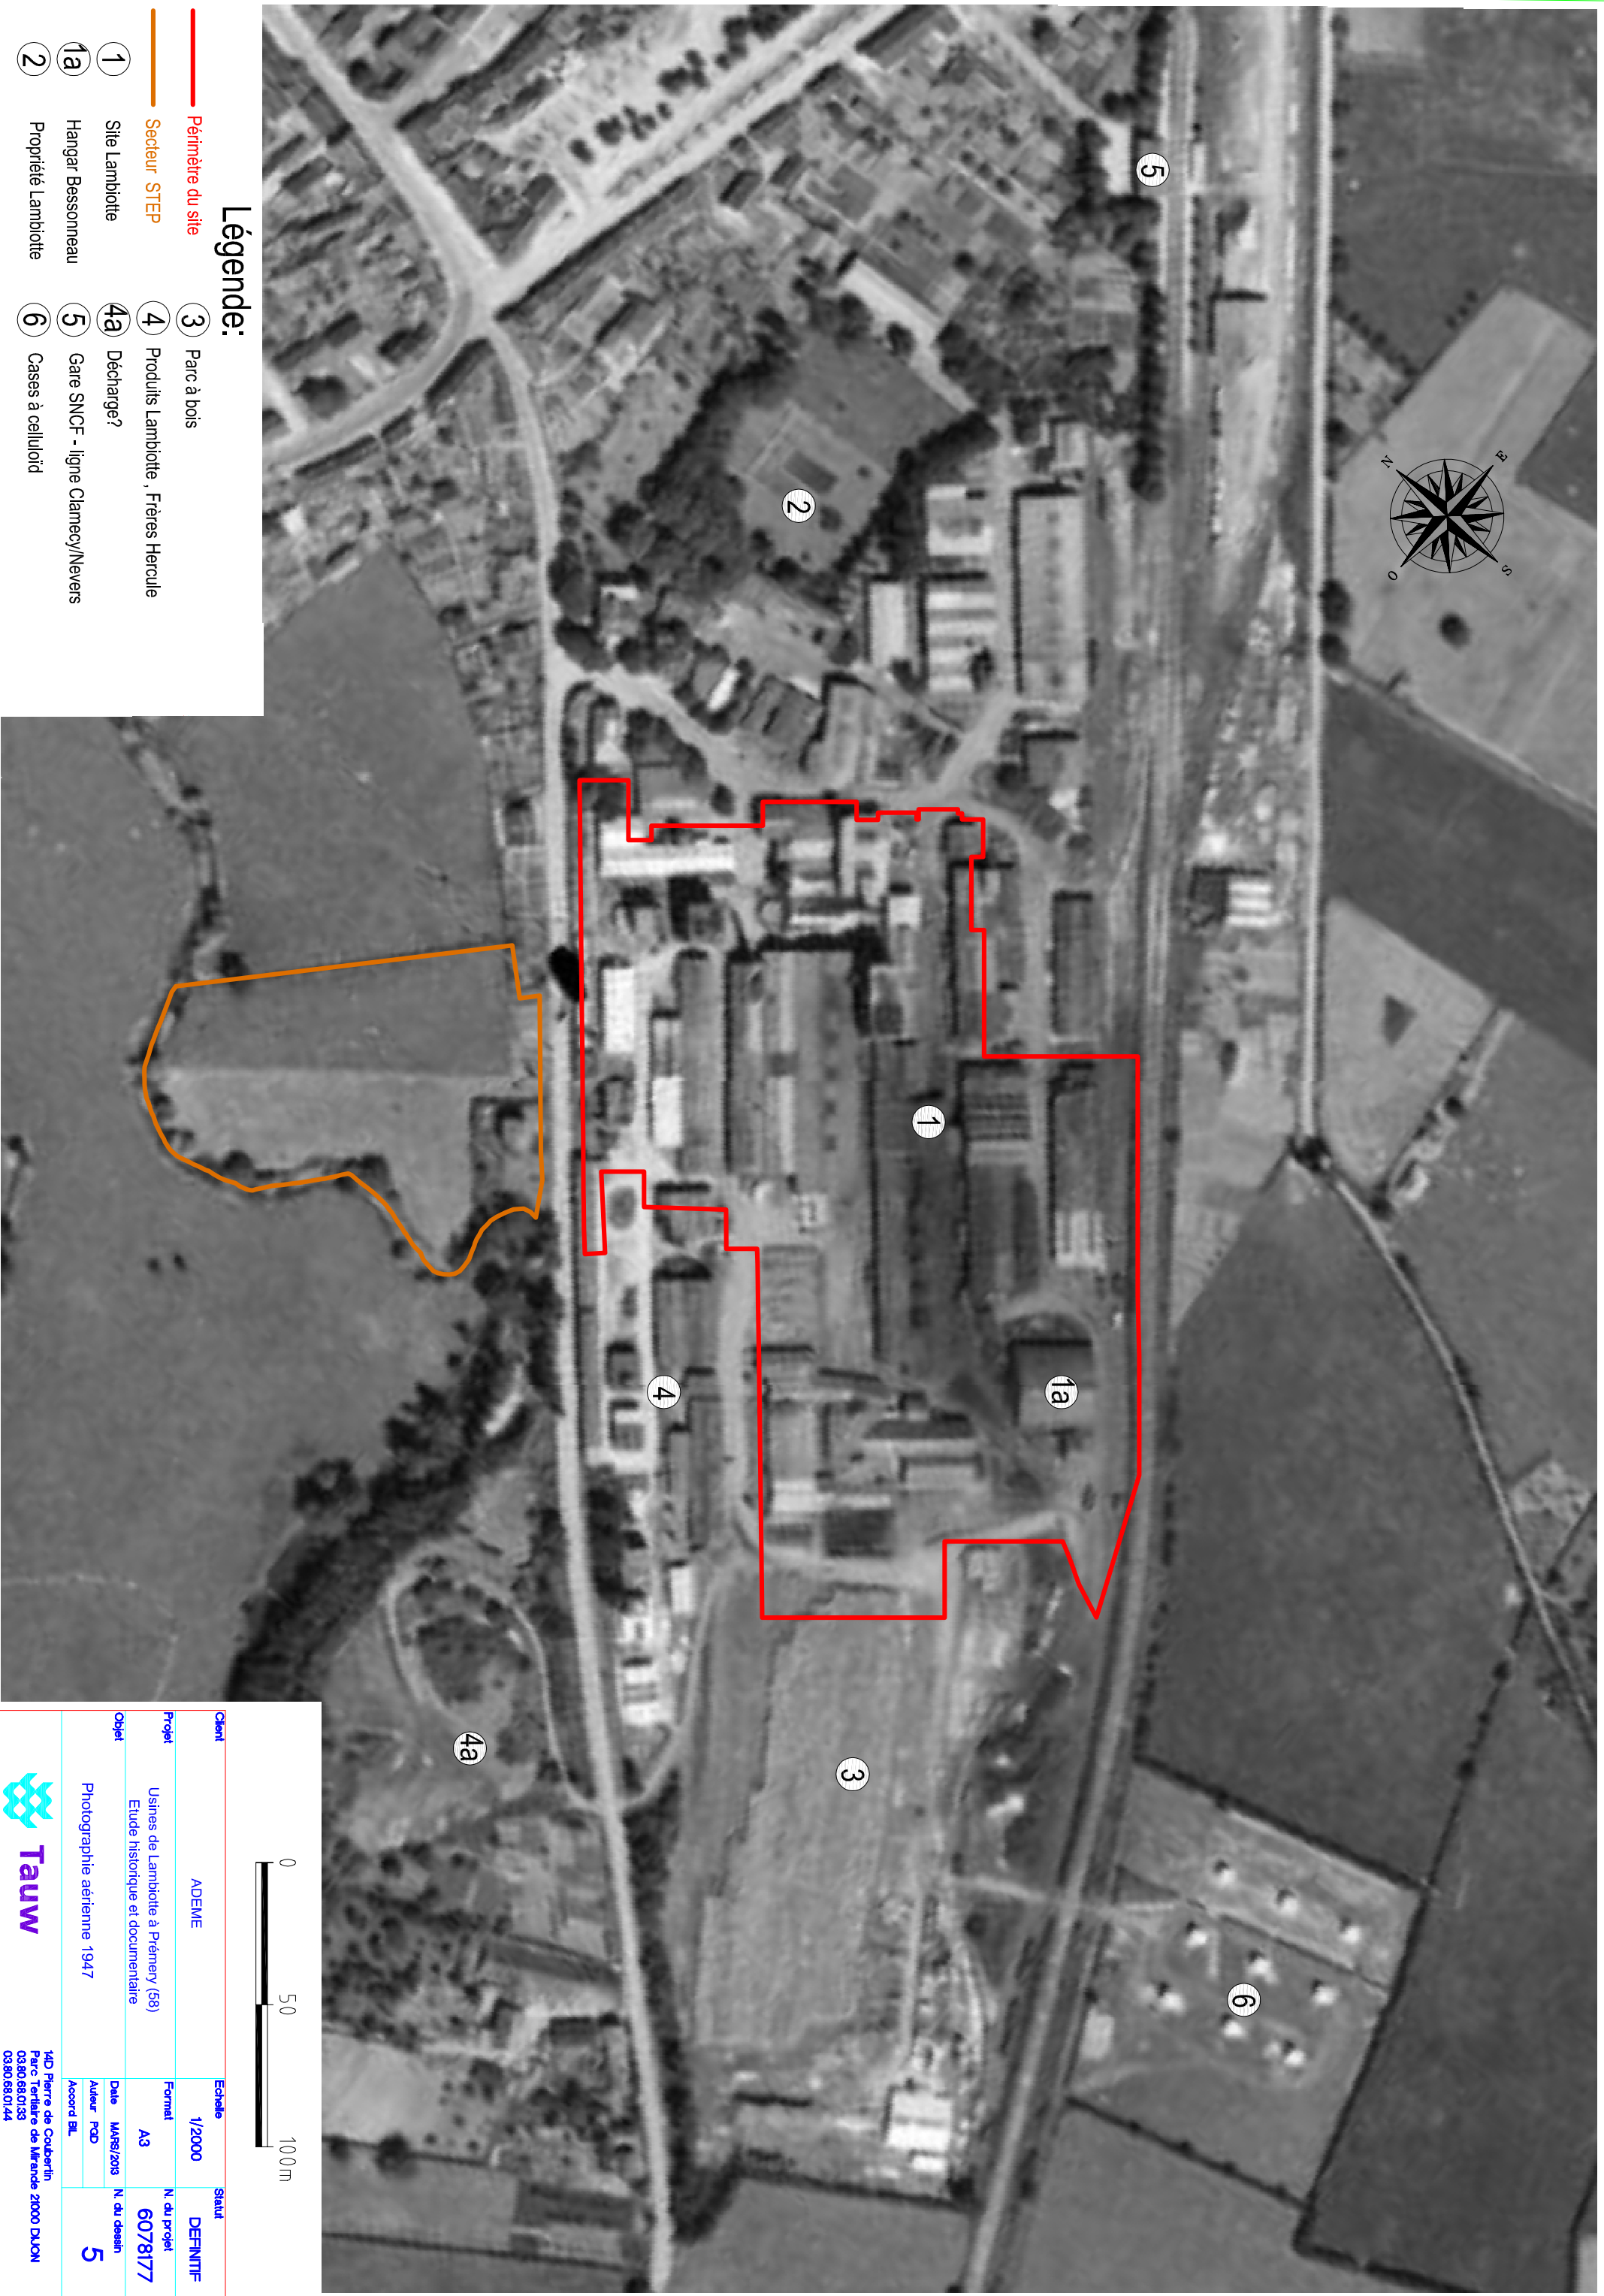 5
E
N
S
O
2
1
1a
4
3
4a
6
Légende:
Périmètre du site
Secteur STEP
1 Site Lambiotte
1a Hangar Bessonneau
2 Propriété Lambiotte
3 Parc à bois
4 Produits Lambiotte , Frères Hercule
4a Décharge?
5 Gare SNCF - ligne Clamecy/Nevers
6 Cases à celluloïd
0 50 100m
Client
ADEME
Echelle
1/2000
Statut
DEFINITIF
Projet
Usines de Lambiotte à Prémery (58)
Etude historique et documentaire
Format
A3
N. du projet
6078177
Objet
Photographie aérienne 1947
Date MARS/2013
Auteur PGD
Accord BIL
N. du dessin
5
Tauw
14D Pierre de Coubertin
Parc Tertiaire de Mirande 21000 DIJON
03.80.68.01.33
03.80.68.01.44